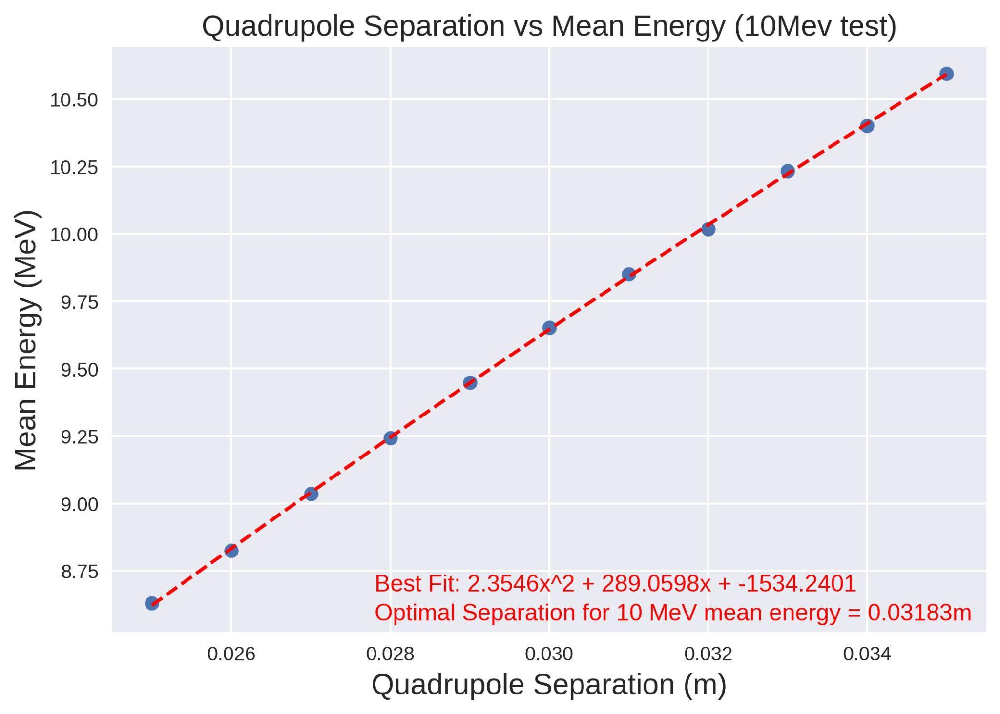 Quadrupole Separation vs Mean Energy (10Mev test)
Mean Energy (MeV)
10.50
10.25
10.00
9.75
9.50
9.25
9.00
8.75
Best Fit: 2.3546x^2 + 289.0598x + -1534.2401
Optimal Separation for 10 MeV mean energy = 0.03183m
0.026 0.028 0.030 0.032 0.034
Quadrupole Separation (m)